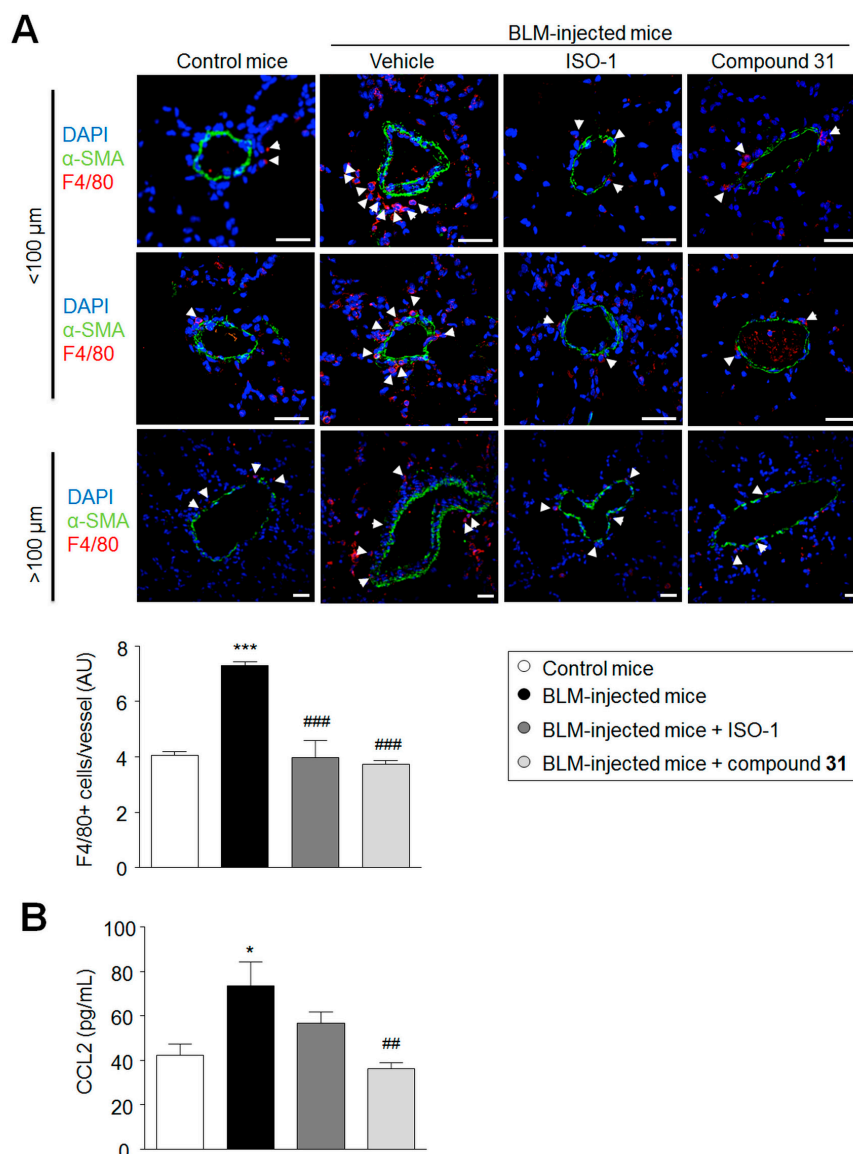 A
BLM-injected mice
Control mice
Vehicle
ISO-1
Compound 31
<100 µm
DAPI
α-SMA
F4/80
DAPI
α-SMA
F4/80
>100 µm
DAPI
α-SMA
F4/80
F4/80+ cells/vessel (AU)
8
6
4
2
0
***
###
###
Control mice
BLM-injected mice
BLM-injected mice + ISO-1
BLM-injected mice + compound 31
B
CCL2 (pg/mL)
100
80
60
40
20
0
*
##